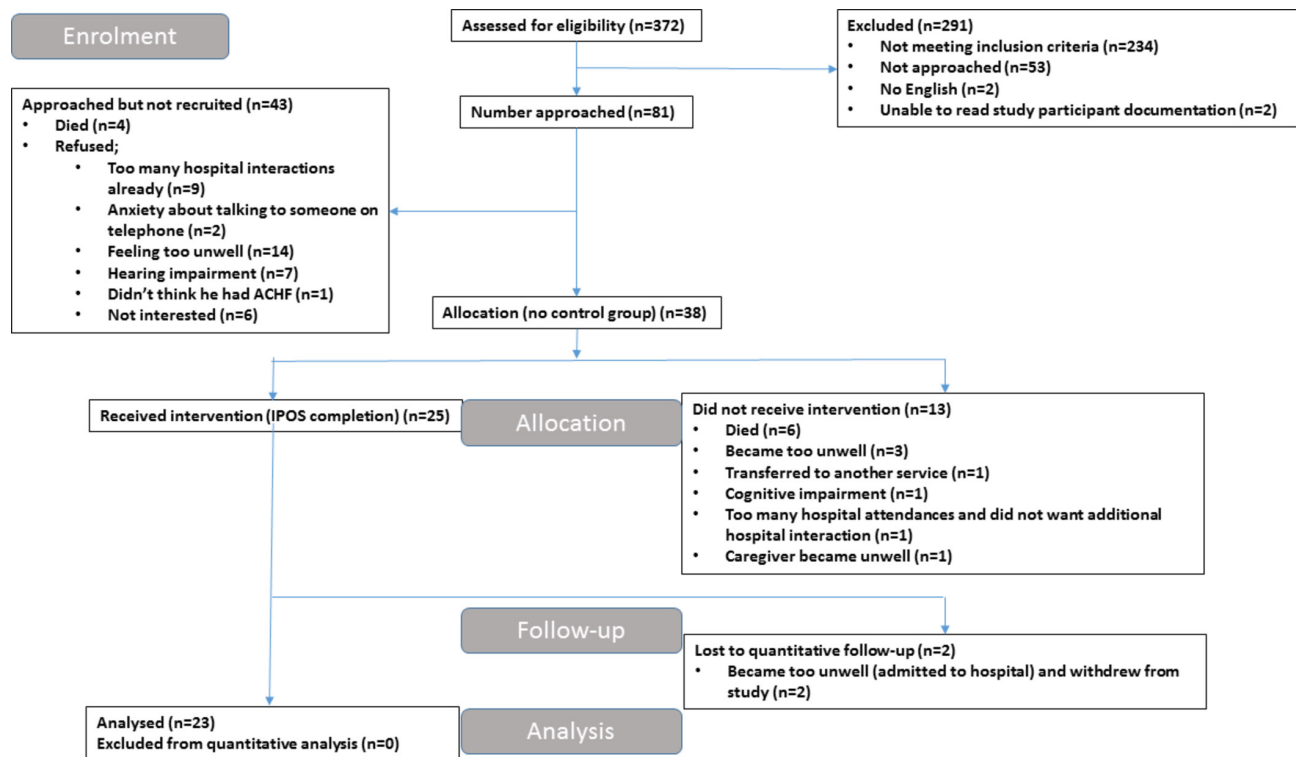 Enrolment
Assessed for eligibility (n=372)
Excluded (n=291)
• Not meeting inclusion criteria (n=234)
• Not approached (n=53)
• No English (n=2)
• Unable to read study participant documentation (n=2)
Number approached (n=81)
Approached but not recruited (n=43)
• Died (n=4)
• Refused;
• Too many hospital interactions
already (n=9)
• Anxiety about talking to someone on
telephone (n=2)
• Feeling too unwell (n=14)
• Hearing impairment (n=7)
• Didn't think he had ACHF (n=1)
• Not interested (n=6)
Allocation (no control group) (n=38)
Received intervention (IPOS completion) (n=25)
Allocation
Did not receive intervention (n=13)
• Died (n=6)
• Became too unwell (n=3)
• Transferred to another service (n=1)
• Cognitive impairment (n=1)
• Too many hospital attendances and did not want additional
hospital interaction (n=1)
• Caregiver became unwell (n=1)
Follow-up
Lost to quantitative follow-up (n=2)
• Became too unwell (admitted to hospital) and withdrew from
study (n=2)
Analysed (n=23)
Excluded from quantitative analysis (n=0)
Analysis